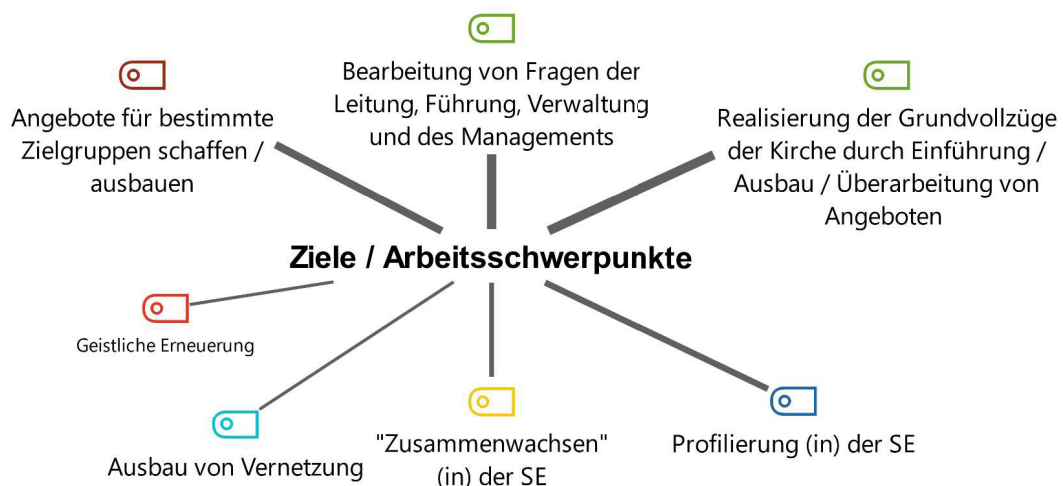 Bearbeitung von Fragen der
Leitung, Führung, Verwaltung
und des Managements
Angebote für bestimmte
Zielgruppen schaffen /
ausbauen
Realisierung der Grundvollzüge
der Kirche durch Einführung /
Ausbau / Überarbeitung von
Angeboten
Ziele / Arbeitsschwerpunkte
Geistliche Erneuerung
Ausbau von Vernetzung
"Zusammenwachsen"
(in) der SE
Profilierung (in) der SE